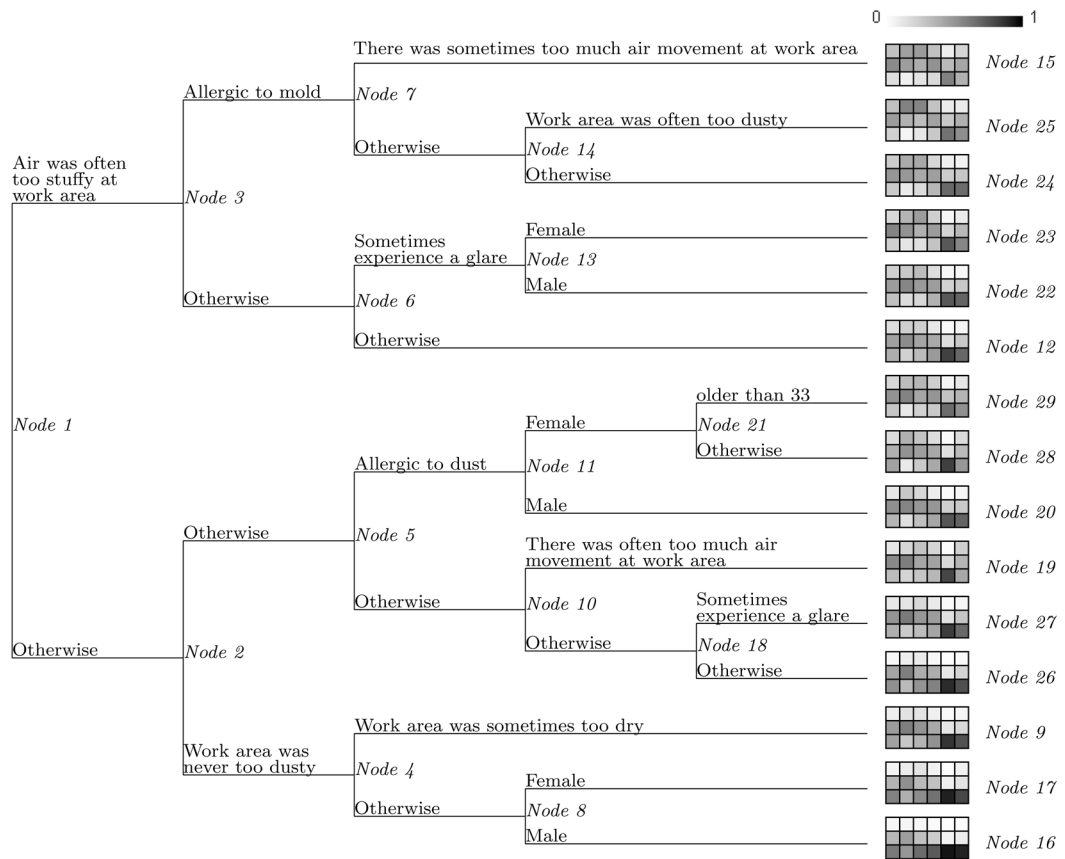 0 1
There was sometimes too much air movement at work area
Node 15
Allergic to mold
Node 7
Work area was often too dusty
Node 25
Otherwise
Node 14
Air was often
too stuffy at
work area
Otherwise
Node 24
Node 3
Female
Node 23
Sometimes
experience a glare
Node 13
Otherwise
Node 6
Male
Node 22
Otherwise
Node 12
older than 33
Node 29
Node 1
Female
Node 21
Otherwise
Node 28
Allergic to dust
Node 11
Male
Node 20
Otherwise
Node 5
There was often too much air
movement at work area
Node 19
Otherwise
Node 10
Sometimes
experience a glare
Node 27
Otherwise
Node 18
Otherwise
Node 2
Otherwise
Node 26
Work area was sometimes too dry
Node 9
Work area was
never too dusty
Node 4
Female
Node 17
Otherwise
Node 8
Male
Node 16